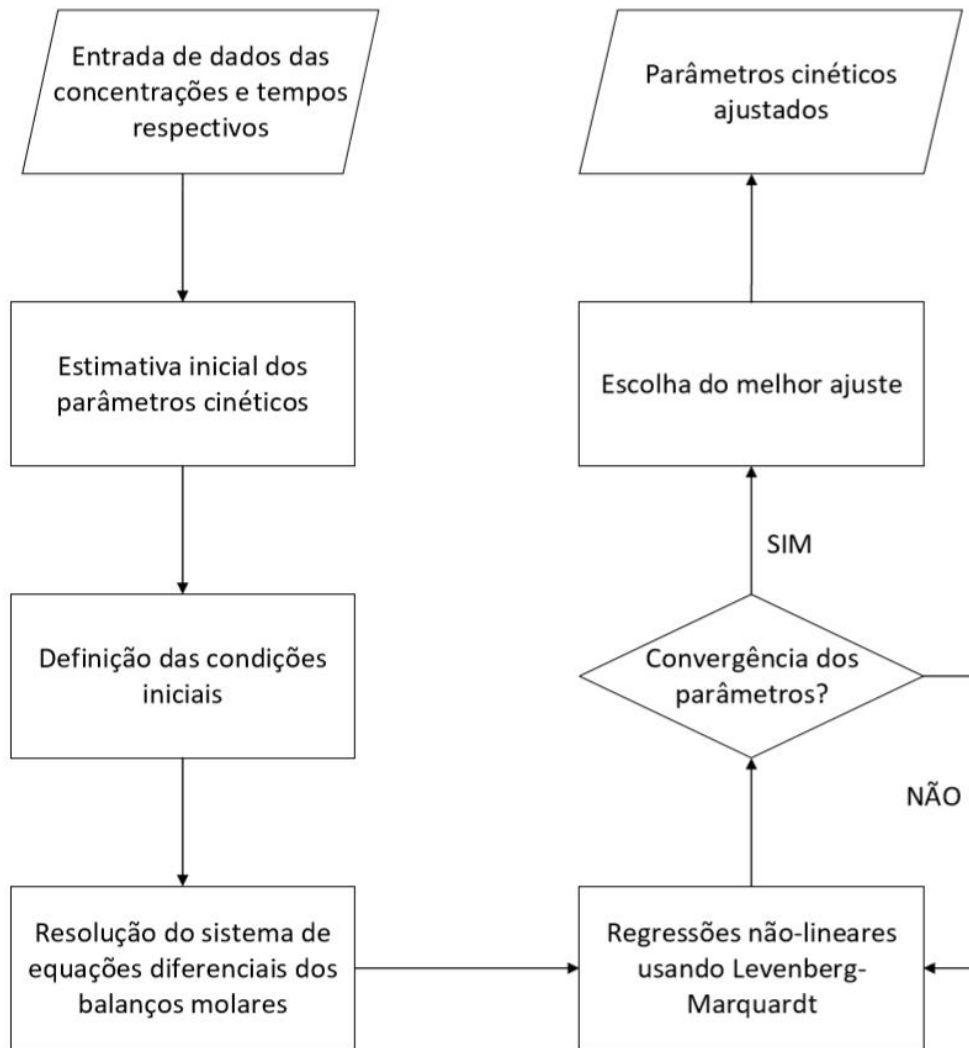 Entrada de dados das
concentrações e tempos
respectivos
Estimativa inicial dos
parâmetros cinéticos
Definição das condições
iniciais
Resolução do sistema de
equações diferenciais dos
balanços molares
Regressões não-lineares
usando Levenberg-
Marquardt
Convergência dos
parâmetros?
NÃO
SIM
Escolha do melhor ajuste
Parâmetros cinéticos
ajustados